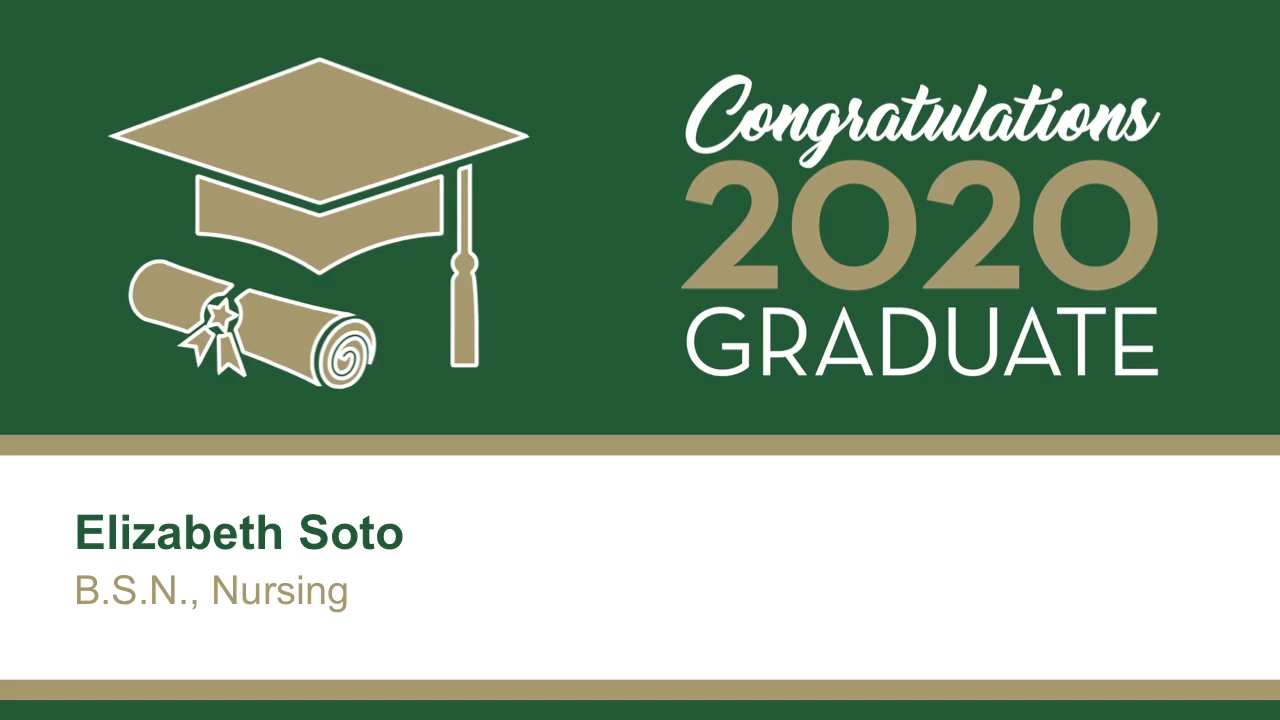 Congratulations
2020
GRADUATE
Elizabeth Soto
B.S.N., Nursing